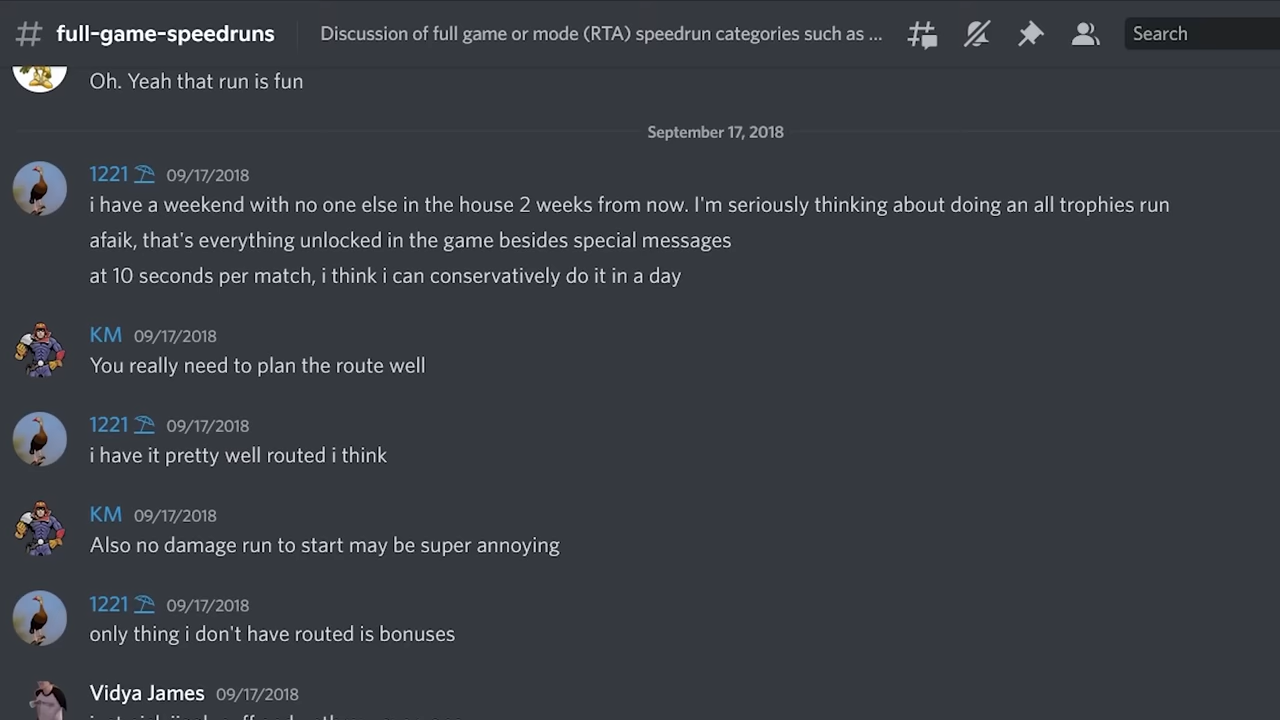 full-game-speedruns
Discussion of full game or mode (RTA) speedrun categories such as ...
Search
Oh. Yeah that run is fun
September 17, 2018
1221 09/17/2018
i have a weekend with no one else in the house 2 weeks from now. I'm seriously thinking about doing an all trophies run
afaik, that's everything unlocked in the game besides special messages
at 10 seconds per match, i think i can conservatively do it in a day
KM 09/17/2018
You really need to plan the route well
1221 09/17/2018
i have it pretty well routed i think
KM 09/17/2018
Also no damage run to start may be super annoying
1221 09/17/2018
only thing i don't have routed is bonuses
Vidya James 09/17/2018